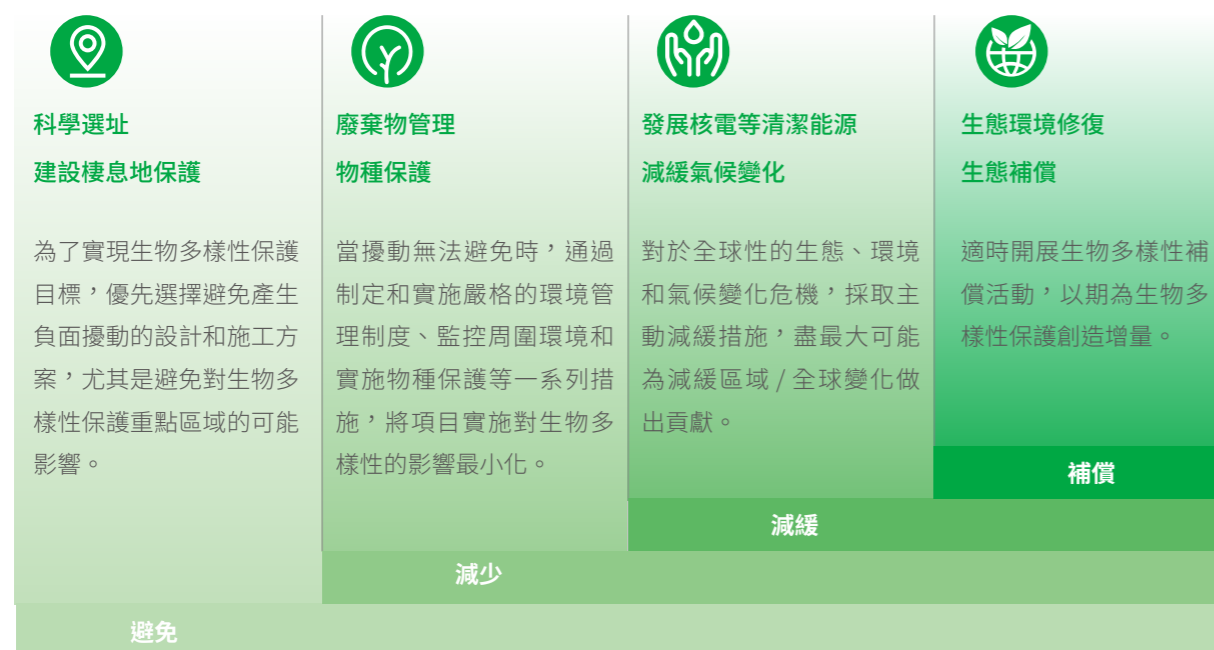 科學選址
建設棲息地保護
為了實現生物多樣性保護
目標，優先選擇避免產生
負面擾動的設計和施工方
案，尤其是避免對生物多
樣性保護重點區域的可能
影響。
廢棄物管理
物種保護
當擾動無法避免時，通過
制定和實施嚴格的環境管
理制度、監控周圍環境和
實施物種保護等一系列措
施，將項目實施對生物多
樣性的影響最小化。
發展核電等清潔能源
減緩氣候變化
對於全球性的生態、環境
和氣候變化危機，採取主
動減緩措施，盡最大可能
為減緩區域 / 全球變化做
出貢獻。
生態環境修復
生態補償
適時開展生物多樣性補
償活動，以期為生物多
樣性保護創造增量。
補償
減緩
減少
避免